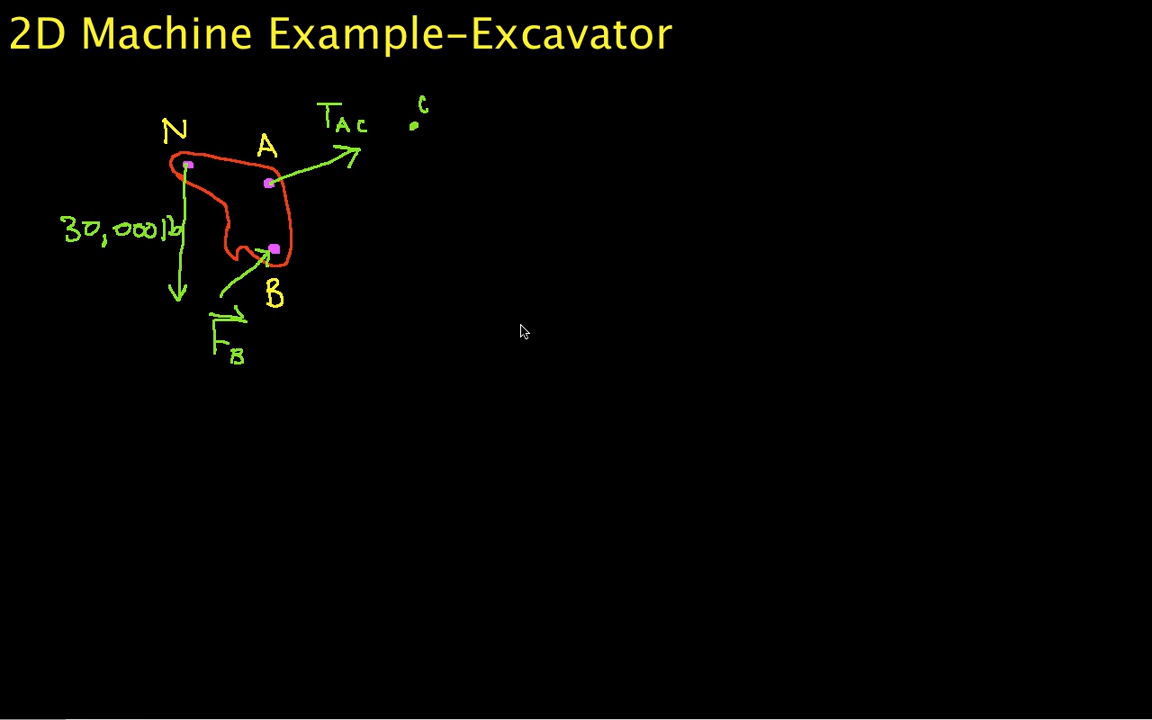 2D Machine Example-Excavator
C
T_AC
N
A
30,000lb
B
F_B